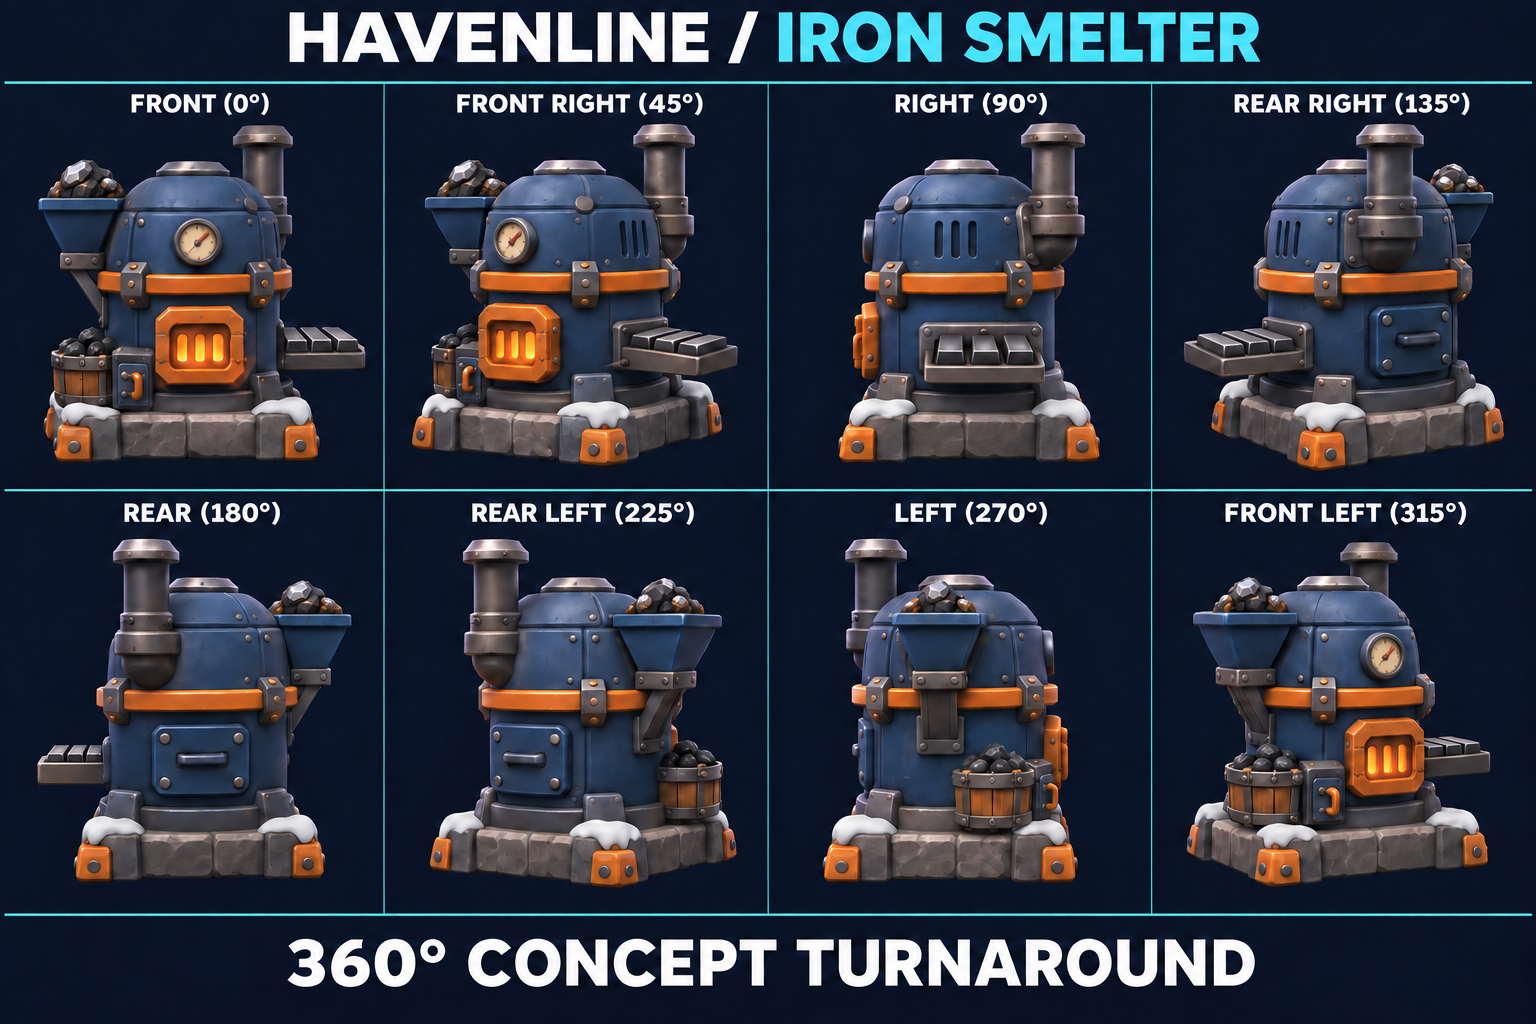 HAVENLINE / IRON SMELTER
FRONT (0°)
FRONT RIGHT (45°)
RIGHT (90°)
REAR RIGHT (135°)
REAR (180°)
REAR LEFT (225°)
LEFT (270°)
FRONT LEFT (315°)
360° CONCEPT TURNAROUND